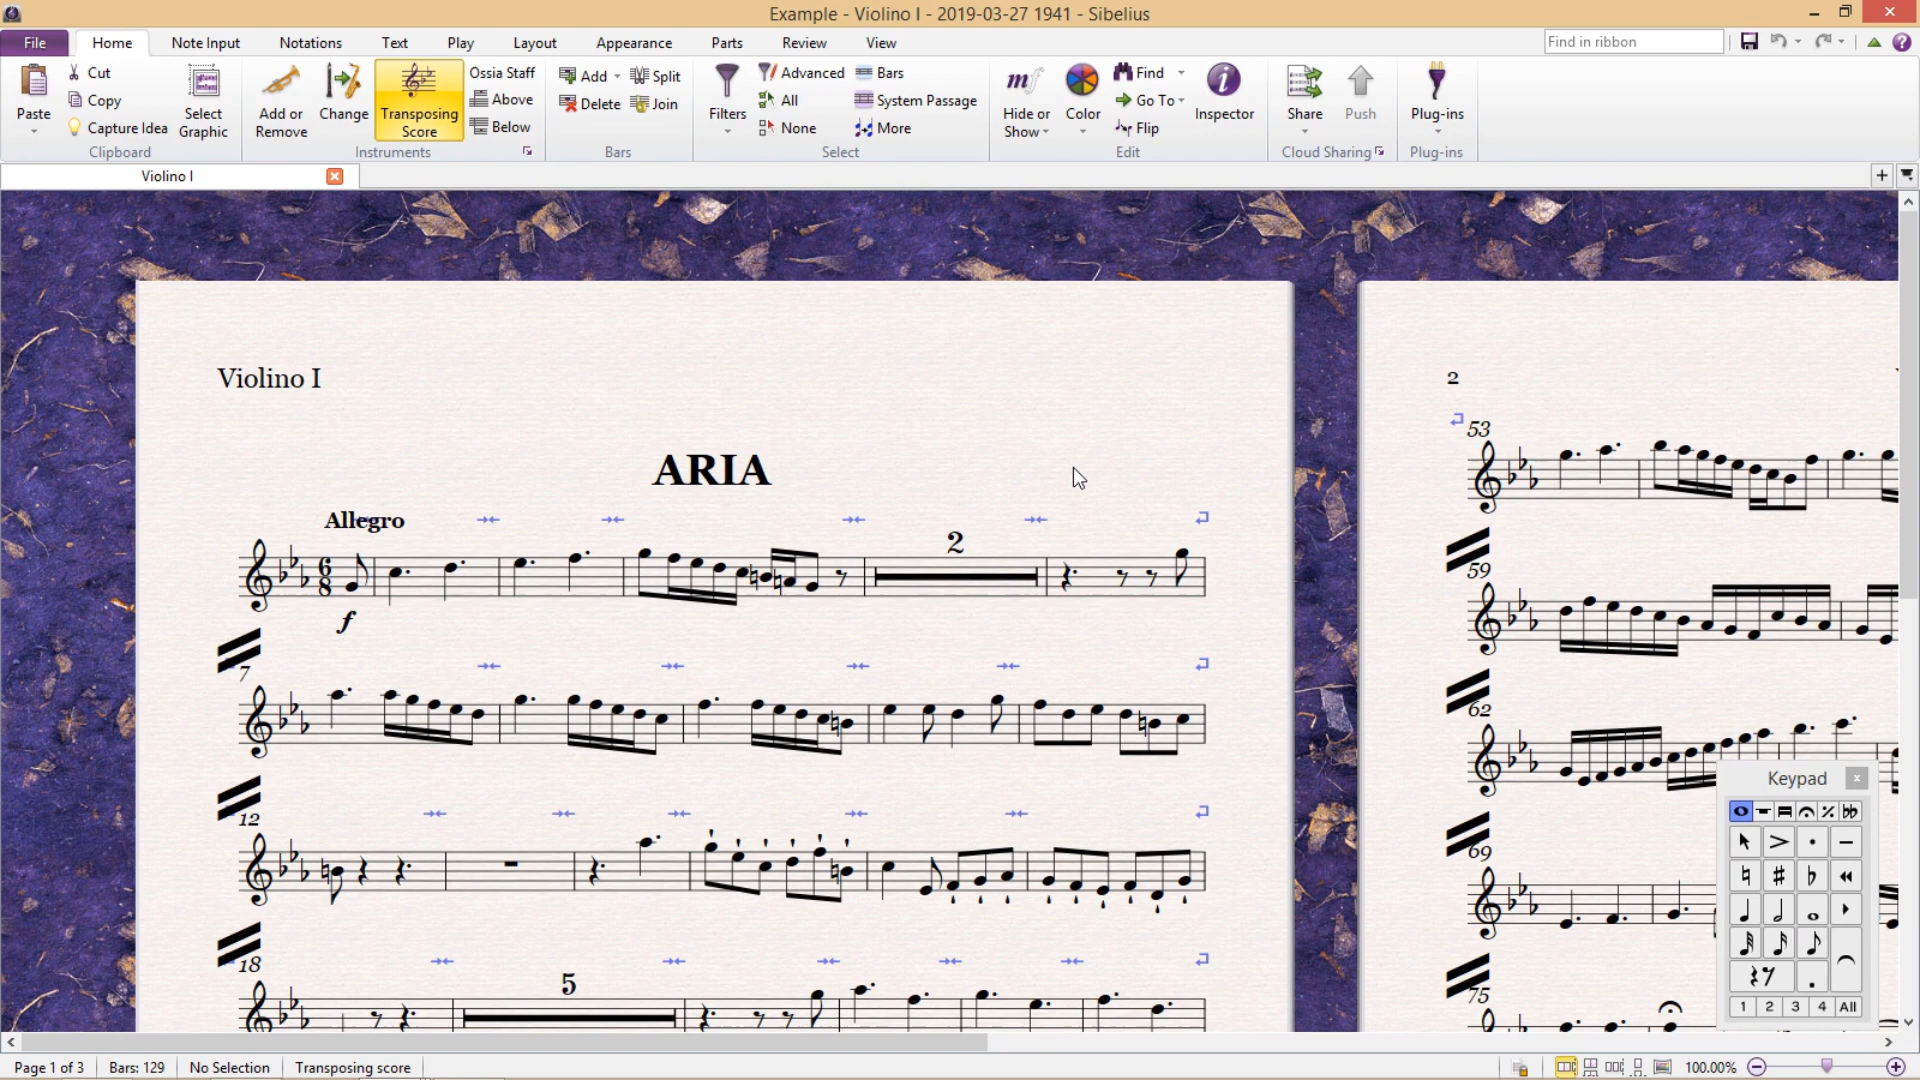 Example - Violino I - 2019-03-27 1941 - Sibelius
File Home Note Input Notations Text Play Layout Appearance Parts Review View Find in ribbon
Paste Cut Copy Capture Idea Select Graphic
Clipboard
Add or Remove Change Transposing Score Ossia Staff Above Below
Instruments
Add Split Delete Join
Bars
Filters Advanced All None Bars System Passage More
Select
Hide or Show Color Find Go To Flip Inspector
Edit
Share Push
Cloud Sharing
Plug-ins
Plug-ins
Violino I
Violino I
ARIA
Allegro
6
8
2
f
7
12
18
5
2
53
59
62
69
75
Keypad
1 2 3 4 All
Page 1 of 3 Bars: 129 No Selection Transposing score 100.00%